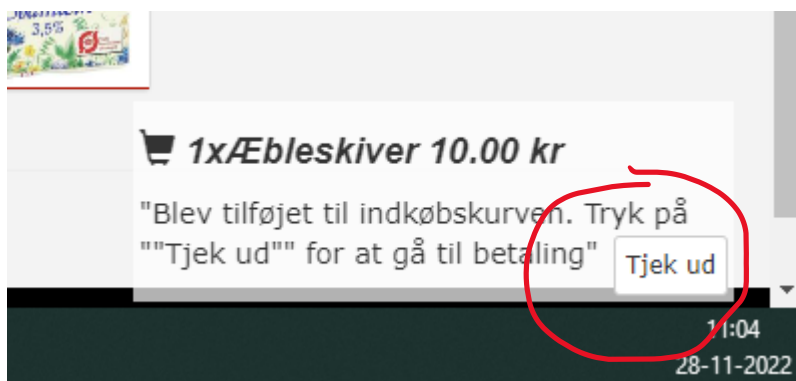 3,5%
1xÆbleskiver 10.00 kr
"Blev tilføjet til indkøbskurven. Tryk på
""Tjek ud"" for at gå til betaling"
Tjek ud
11:04
28-11-2022